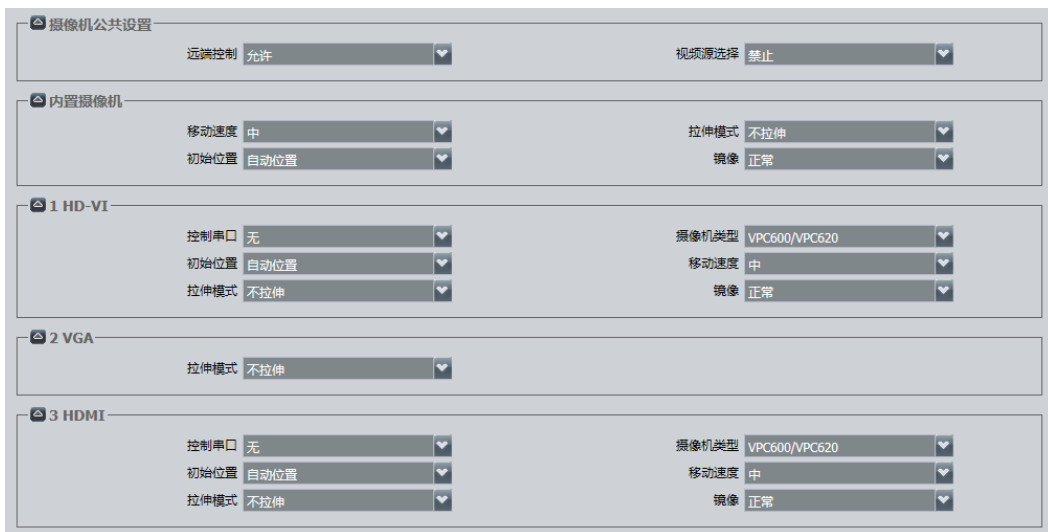 摄像机公共设置
远端控制 允许 视频源选择 禁止
内置摄像机
移动速度 中 拉伸模式 不拉伸
初始位置 自动位置 镜像 正常
1 HD-VI
控制串口 无 摄像机类型 VPC600/VPC620
初始位置 自动位置 移动速度 中
拉伸模式 不拉伸 镜像 正常
2 VGA
拉伸模式 不拉伸
3 HDMI
控制串口 无 摄像机类型 VPC600/VPC620
初始位置 自动位置 移动速度 中
拉伸模式 不拉伸 镜像 正常